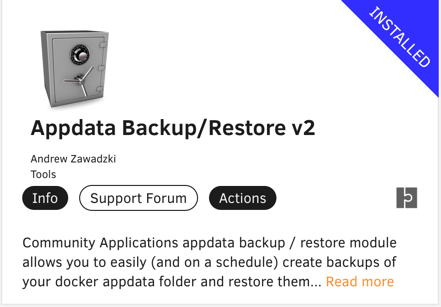 INSTALLED
Appdata Backup/Restore v2
Andrew Zawadzki
Tools
Info Support Forum Actions
Community Applications appdata backup / restore module
allows you to easily (and on a schedule) create backups of
your docker appdata folder and restore them... Read more